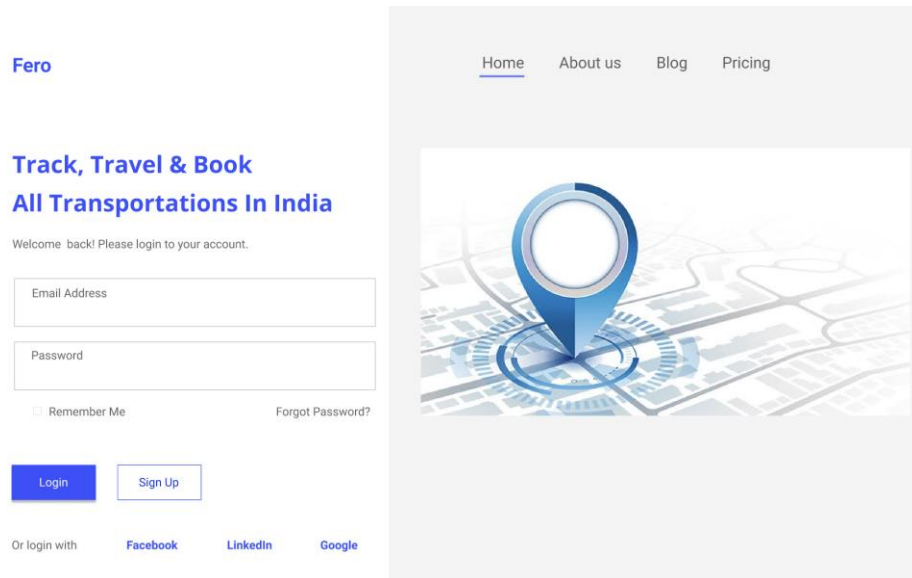 Fero
Home About us Blog Pricing
Track, Travel & Book
All Transportations In India
Welcome back! Please login to your account.
Email Address
Password
Remember Me Forgot Password?
Login Sign Up
Or login with Facebook LinkedIn Google